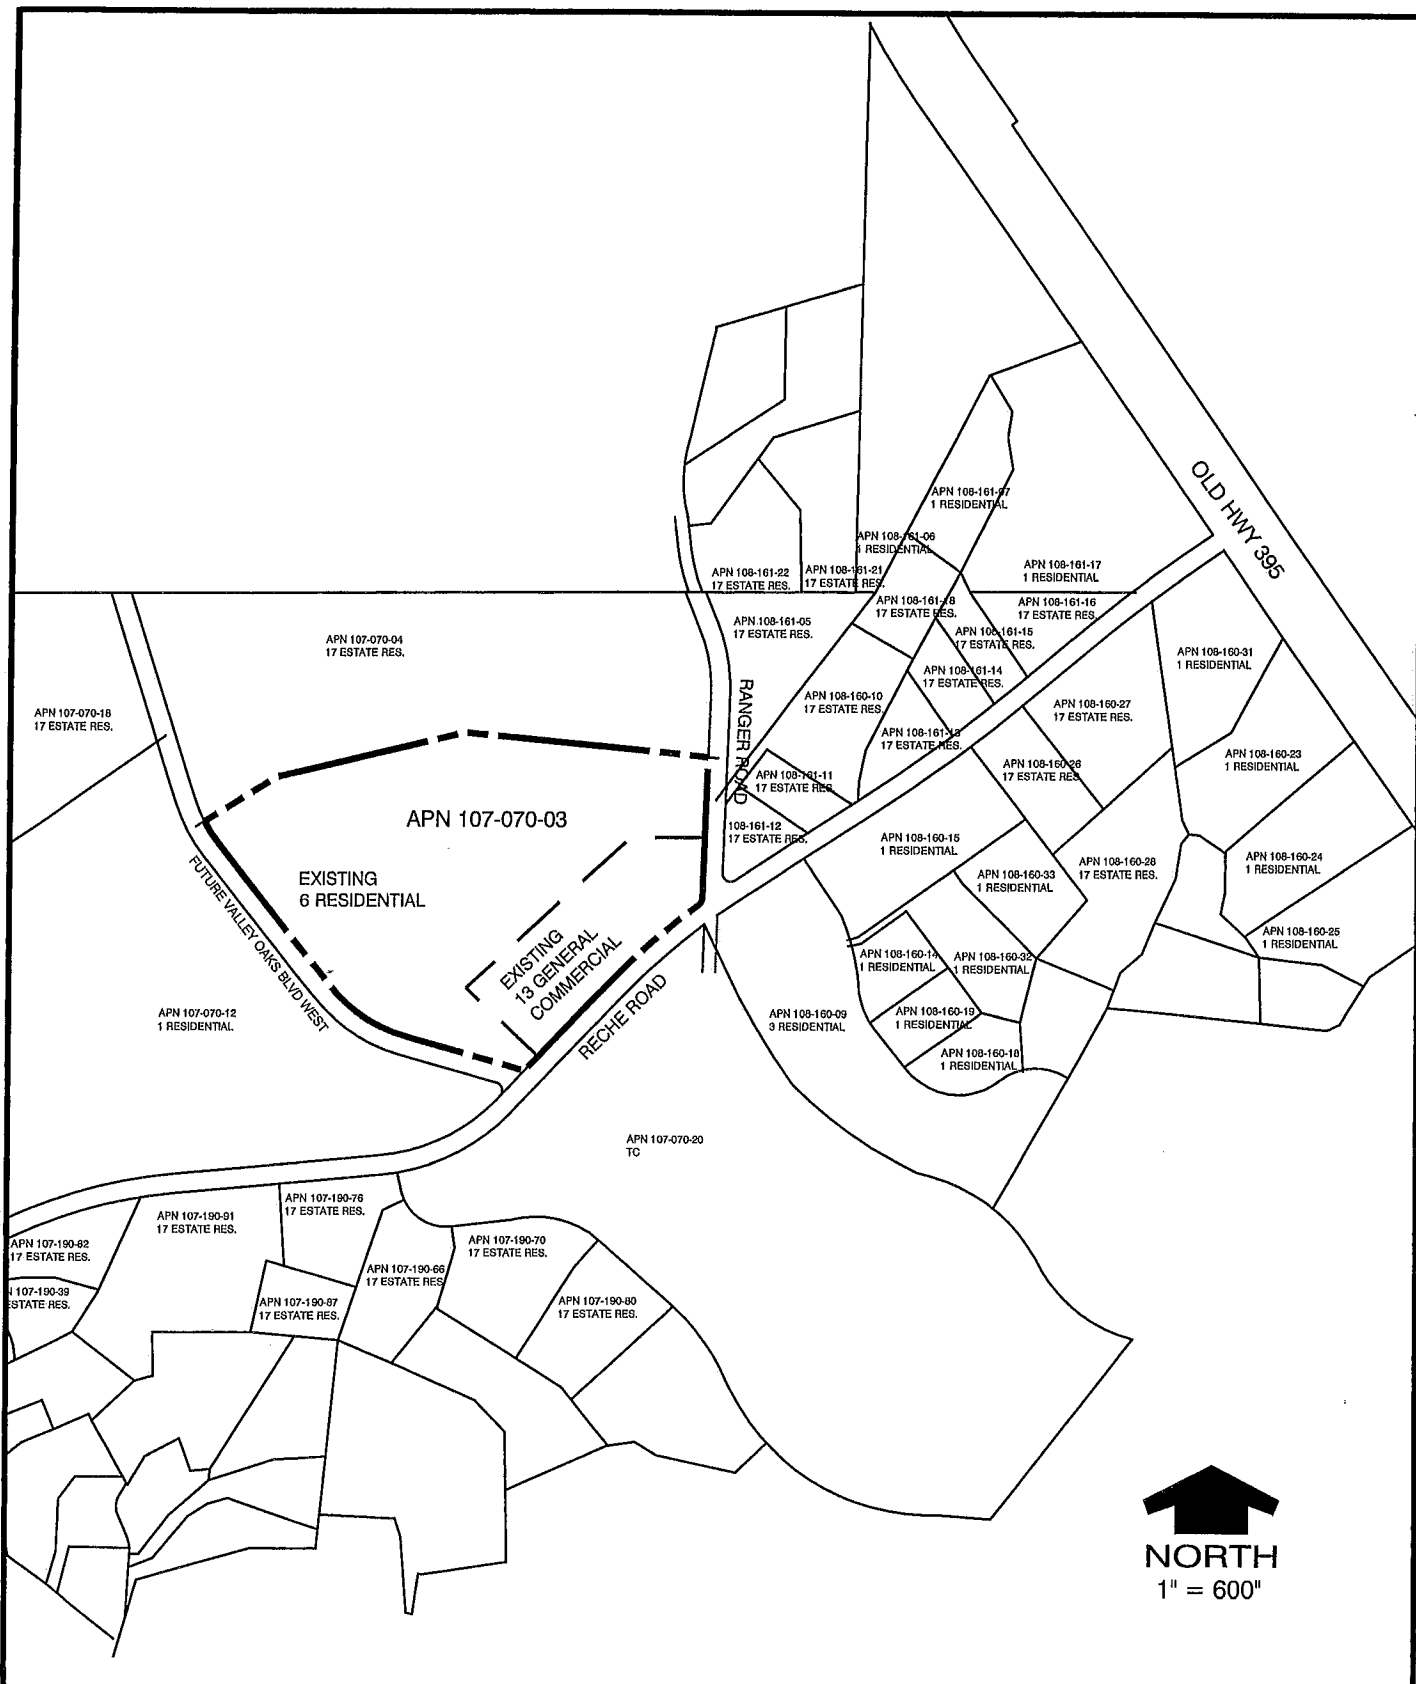 OLD HWY 395
APN 108-161-07
1 RESIDENTIAL
APN 108-161-06
1 RESIDENTIAL
APN 108-161-22
17 ESTATE RES.
APN 108-161-21
17 ESTATE RES.
APN 108-161-17
1 RESIDENTIAL
APN 108-161-18
17 ESTATE RES.
APN 108-161-16
17 ESTATE RES.
APN 108-161-05
17 ESTATE RES.
APN 108-161-15
17 ESTATE RES.
APN 107-070-04
17 ESTATE RES.
APN 108-160-31
1 RESIDENTIAL
APN 108-161-14
17 ESTATE RES.
APN 108-160-10
17 ESTATE RES.
APN 108-160-27
17 ESTATE RES.
APN 107-070-18
17 ESTATE RES.
RANGER ROAD
APN 108-161-13
17 ESTATE RES.
APN 108-160-23
1 RESIDENTIAL
APN 108-160-26
17 ESTATE RES
APN 108-161-11
17 ESTATE RES.
APN 107-070-03
108-161-12
17 ESTATE RES.
APN 108-160-15
1 RESIDENTIAL
APN 108-160-28
17 ESTATE RES.
APN 108-160-24
1 RESIDENTIAL
APN 108-160-33
1 RESIDENTIAL
EXISTING
6 RESIDENTIAL
FUTURE VALLEY OAKS BLVD WEST
EXISTING
13 GENERAL
COMMERCIAL
APN 108-160-25
1 RESIDENTIAL
APN 108-160-14
1 RESIDENTIAL
APN 108-160-32
1 RESIDENTIAL
RECHE ROAD
APN 107-070-12
1 RESIDENTIAL
APN 108-160-09
3 RESIDENTIAL
APN 108-160-19
1 RESIDENTIAL
APN 108-160-18
1 RESIDENTIAL
APN 107-070-20
TC
APN 107-190-76
17 ESTATE RES.
APN 107-190-91
17 ESTATE RES.
APN 107-190-82
17 ESTATE RES.
APN 107-190-70
17 ESTATE RES.
APN 107-190-66
17 ESTATE RES
N 107-190-39
ESTATE RES.
APN 107-190-87
17 ESTATE RES.
APN 107-190-80
17 ESTATE RES.
NORTH
1" = 600"